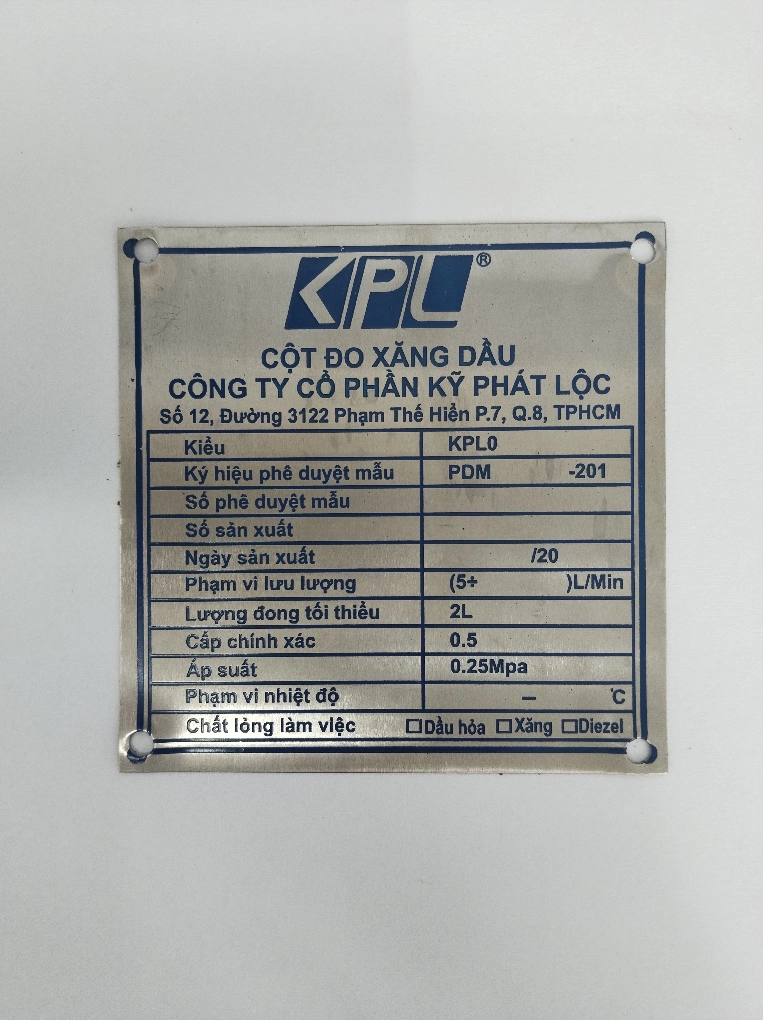 KPL®
CỘT ĐO XĂNG DẦU
CÔNG TY CỔ PHẦN KỸ PHÁT LỘC
Số 12, Đường 3122 Phạm Thế Hiển P.7, Q.8, TPHCM
Kiểu KPL0
Ký hiệu phê duyệt mẫu PDM -201
Số phê duyệt mẫu
Số sản xuất
Ngày sản xuất /20
Phạm vi lưu lượng (5÷ )L/Min
Lượng đong tối thiểu 2L
Cấp chính xác 0.5
Áp suất 0.25Mpa
Phạm vi nhiệt độ – °C
Chất lỏng làm việc ☐Dầu hỏa ☐Xăng ☐Diezel